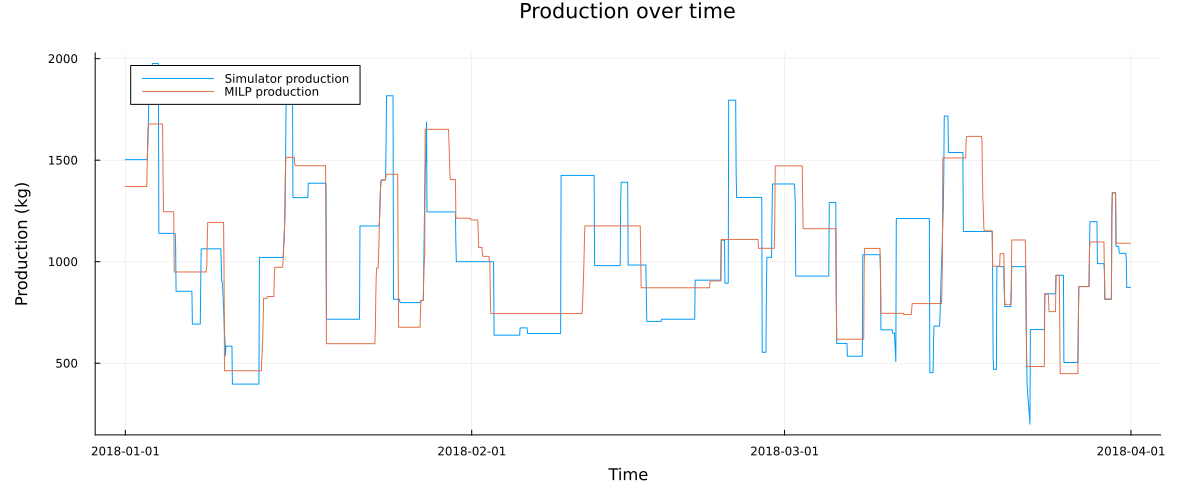 Production over time
Simulator production
MILP production
2000
1500
1000
500
Production (kg)
2018-01-01
2018-02-01
2018-03-01
2018-04-01
Time